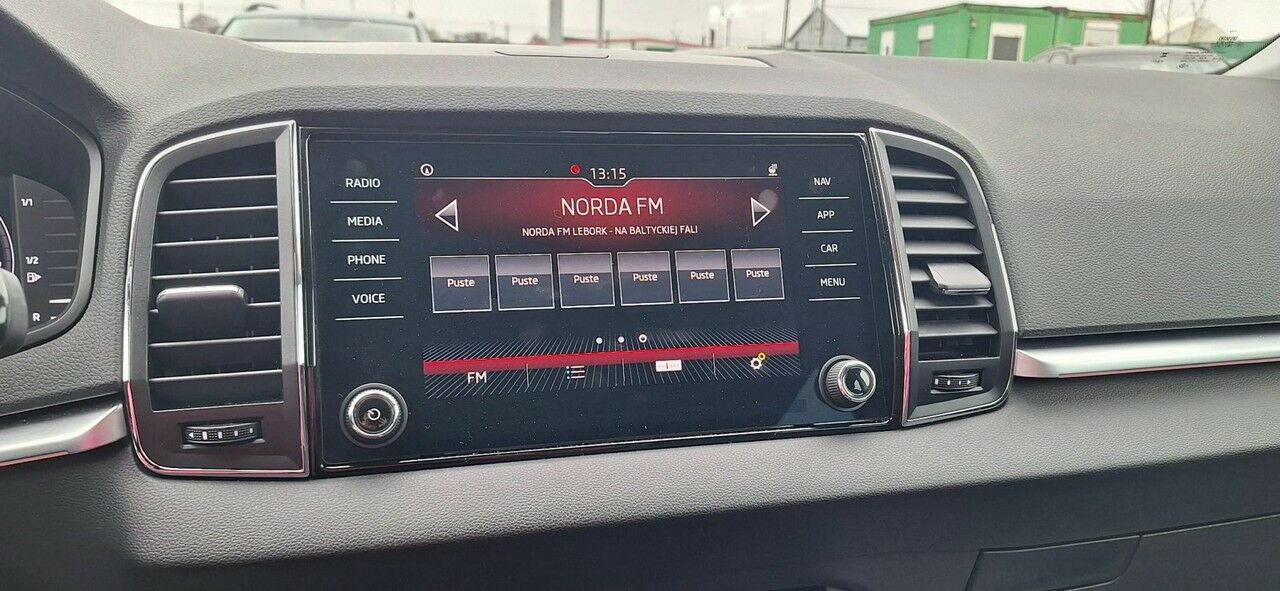 1/1
1/2
R
RADIO
MEDIA
PHONE
VOICE
13:15
NORDA FM
NORDA FM LEBORK - NA BALTYCKIEJ FALI
Puste
Puste
Puste
Puste
Puste
Puste
FM
NAV
APP
CAR
MENU